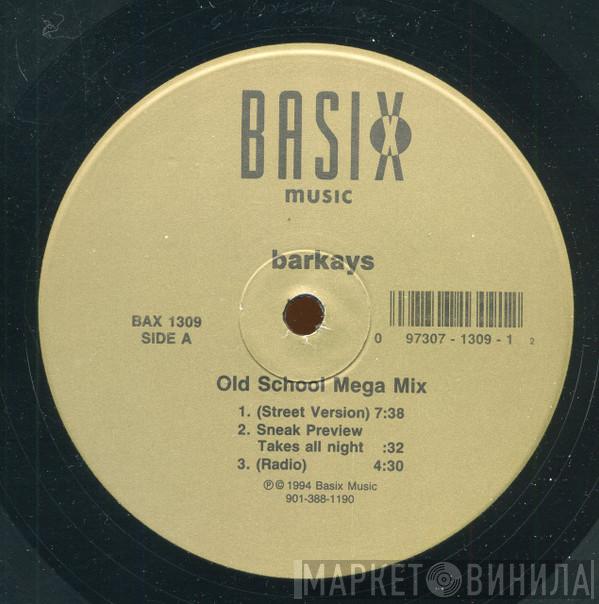 BASIX
music
barkays
BAX 1309
SIDE A
0 97307 - 1309 - 1 2
Old School Mega Mix
1. (Street Version) 7:38
2. Sneak Preview
Takes all night :32
3. (Radio) 4:30
℗ © 1994 Basix Music
901-388-1190
МАРКЕТ ВИНИЛА